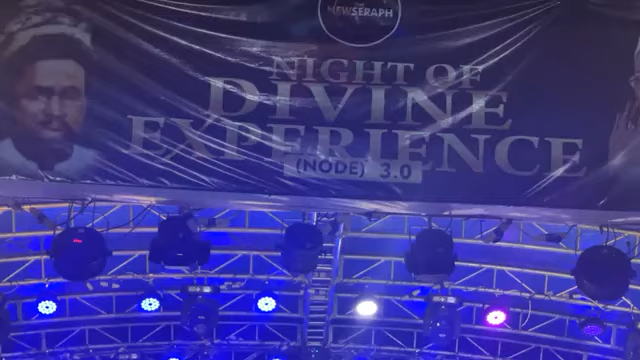 NEWSERAPH
NIGHT OF
DIVINE
EXPERIENCE
(NODE) 3.0